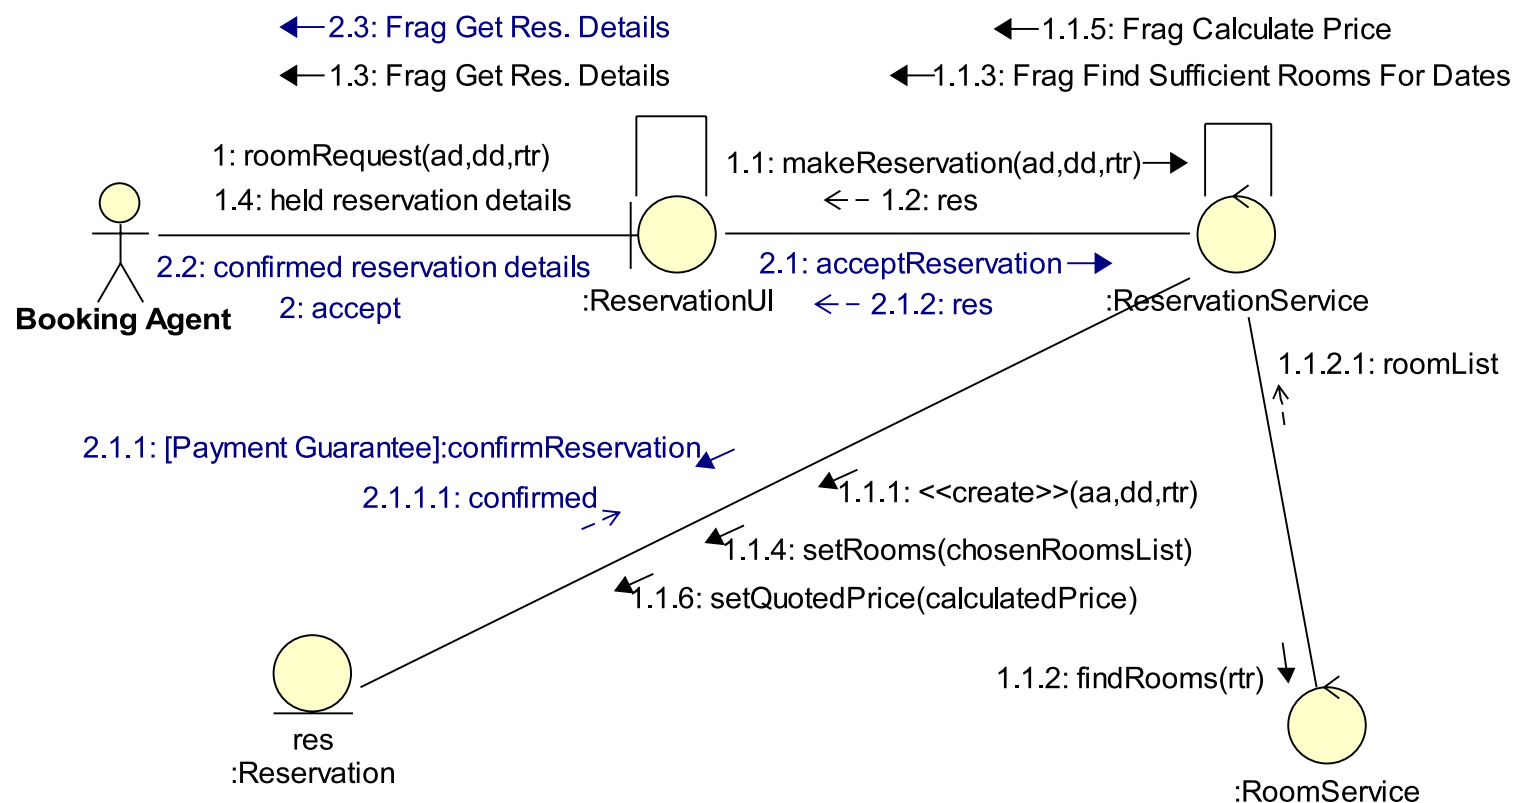 2.3: Frag Get Res. Details
1.1.5: Frag Calculate Price
1.3: Frag Get Res. Details
1.1.3: Frag Find Sufficient Rooms For Dates
1: roomRequest(ad,dd,rtr)
1.1: makeReservation(ad,dd,rtr)
1.4: held reservation details
1.2: res
2.2: confirmed reservation details
2.1: acceptReservation
2: accept
2.1.2: res
Booking Agent
:ReservationUI
:ReservationService
1.1.2.1: roomList
2.1.1: [Payment Guarantee]:confirmReservation
2.1.1.1: confirmed
1.1.1: <<create>>(aa,dd,rtr)
1.1.4: setRooms(chosenRoomsList)
1.1.6: setQuotedPrice(calculatedPrice)
1.1.2: findRooms(rtr)
res
:Reservation
:RoomService